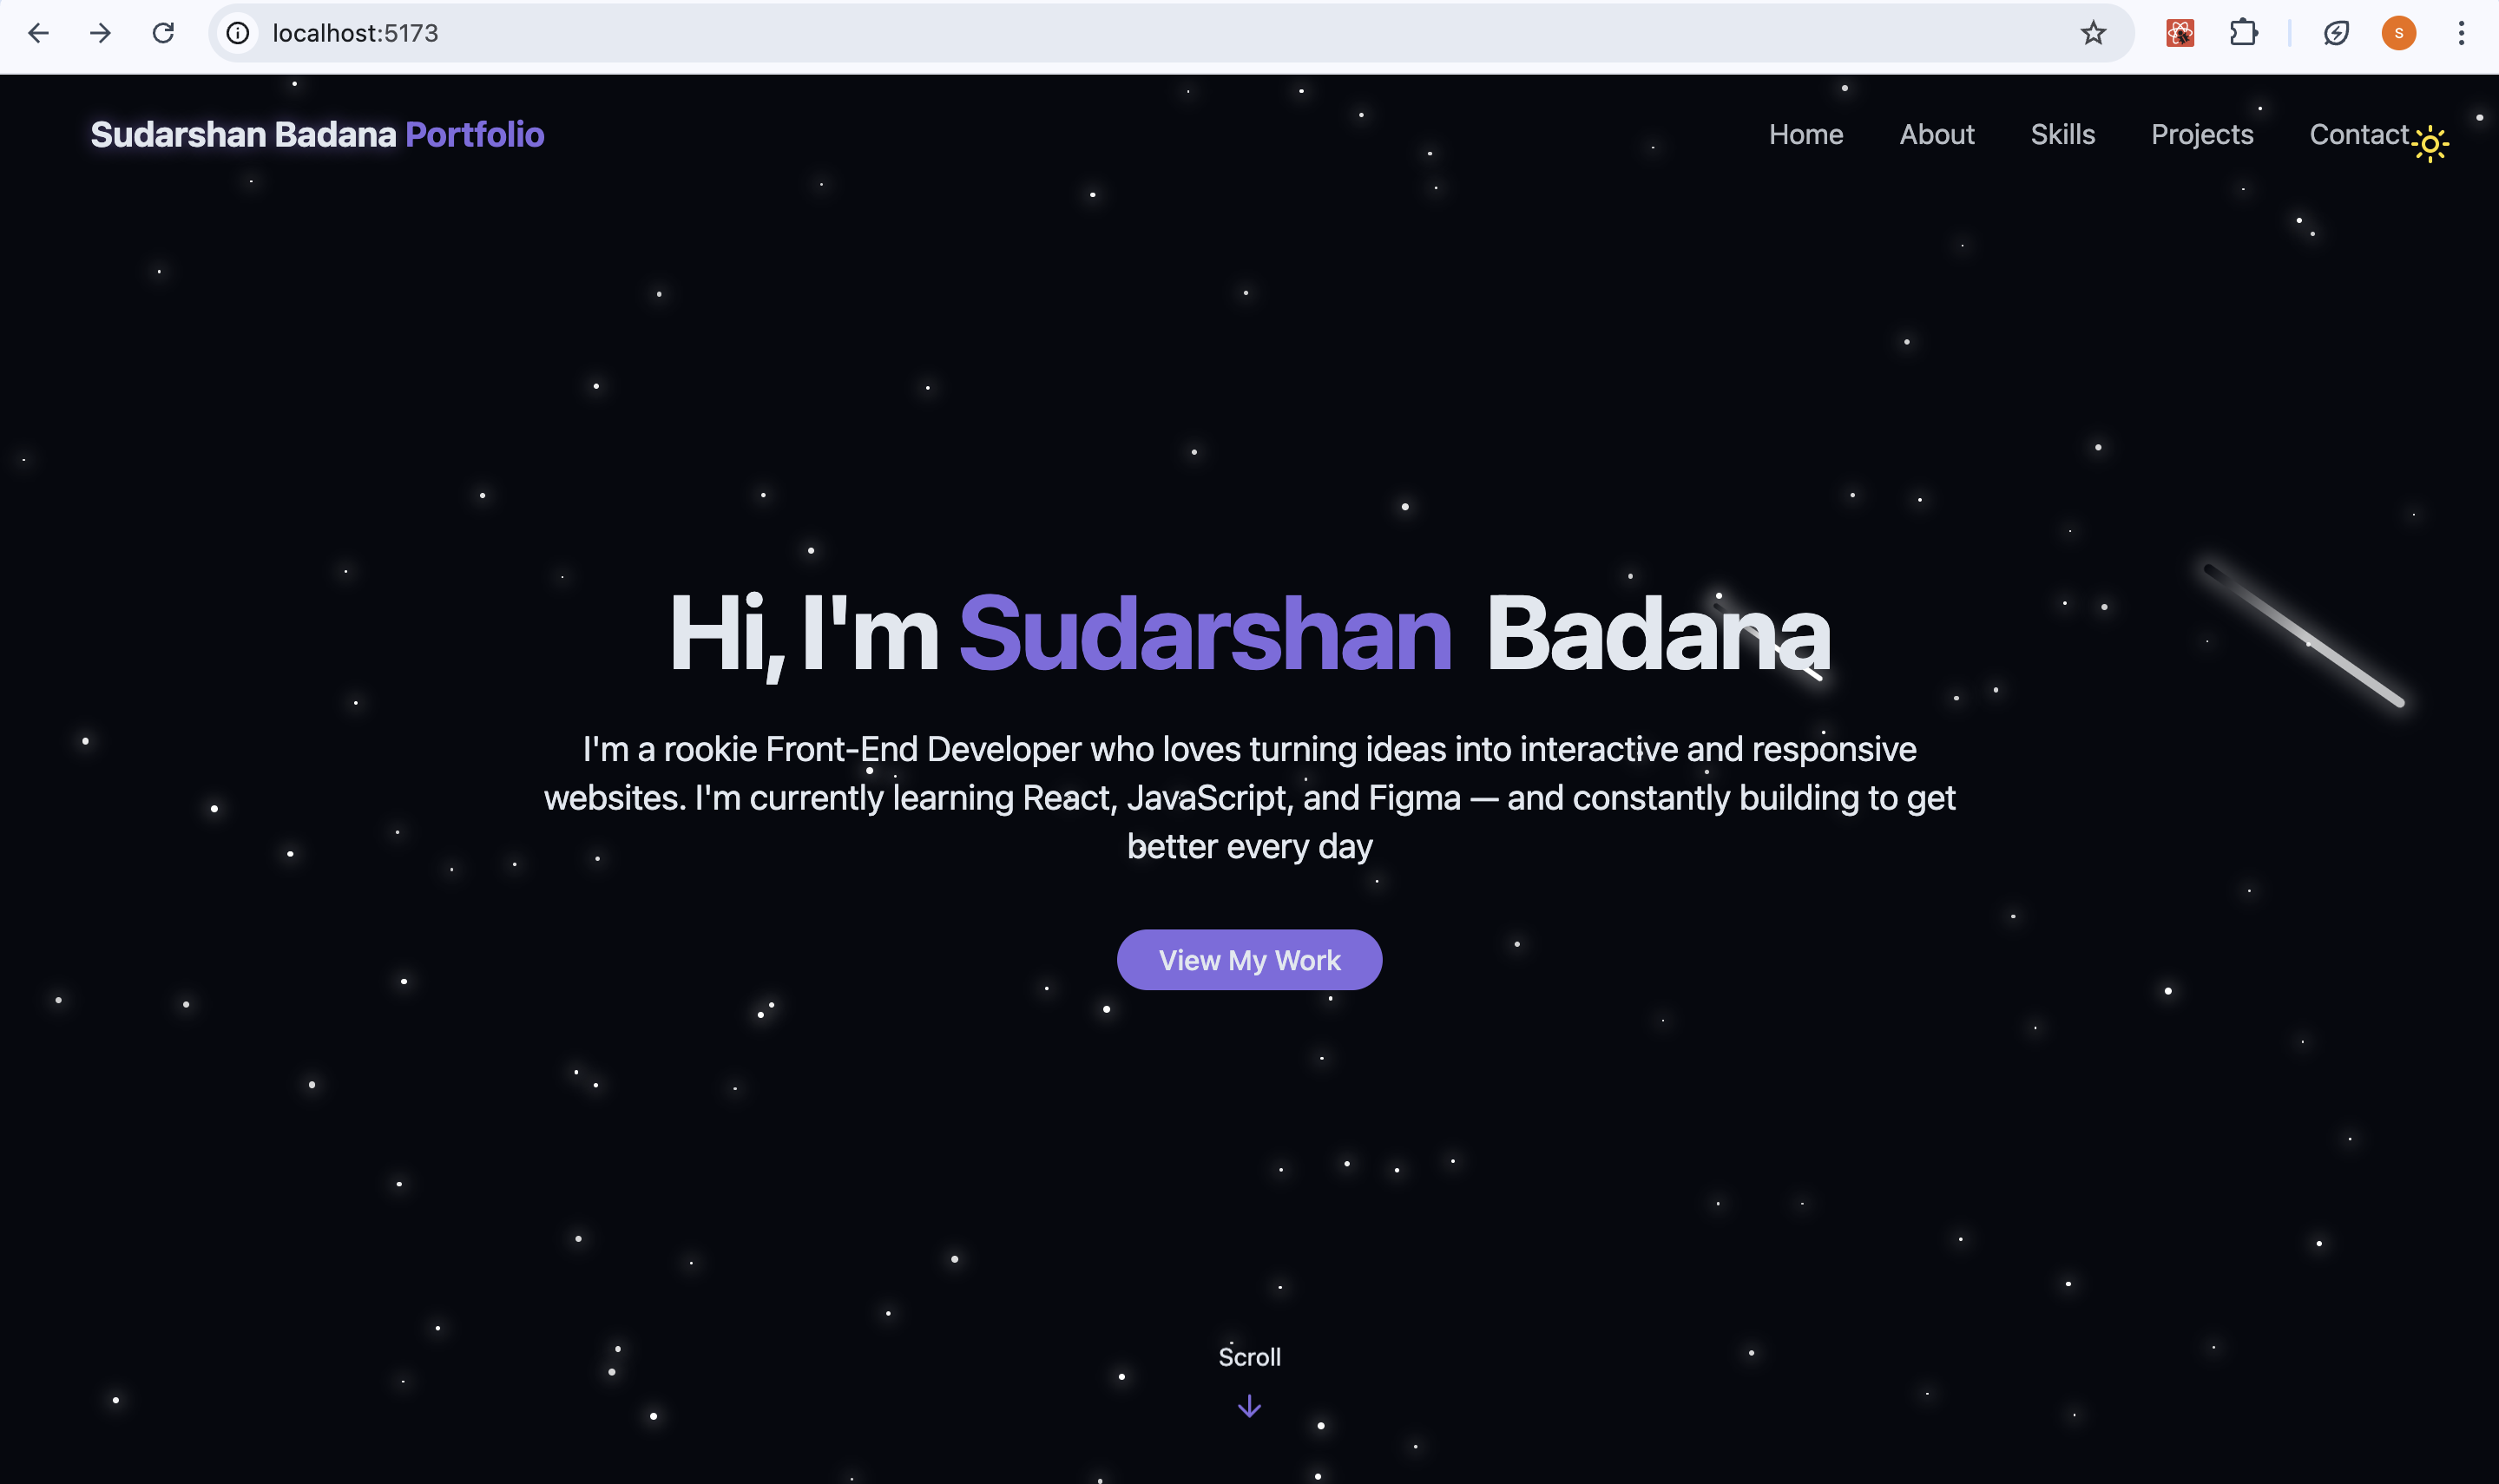 localhost:5173
S
Sudarshan Badana Portfolio
Home About Skills Projects Contact
Hi, I'm Sudarshan Badana
I'm a rookie Front-End Developer who loves turning ideas into interactive and responsive
websites. I'm currently learning React, JavaScript, and Figma — and constantly building to get
better every day
View My Work
Scroll